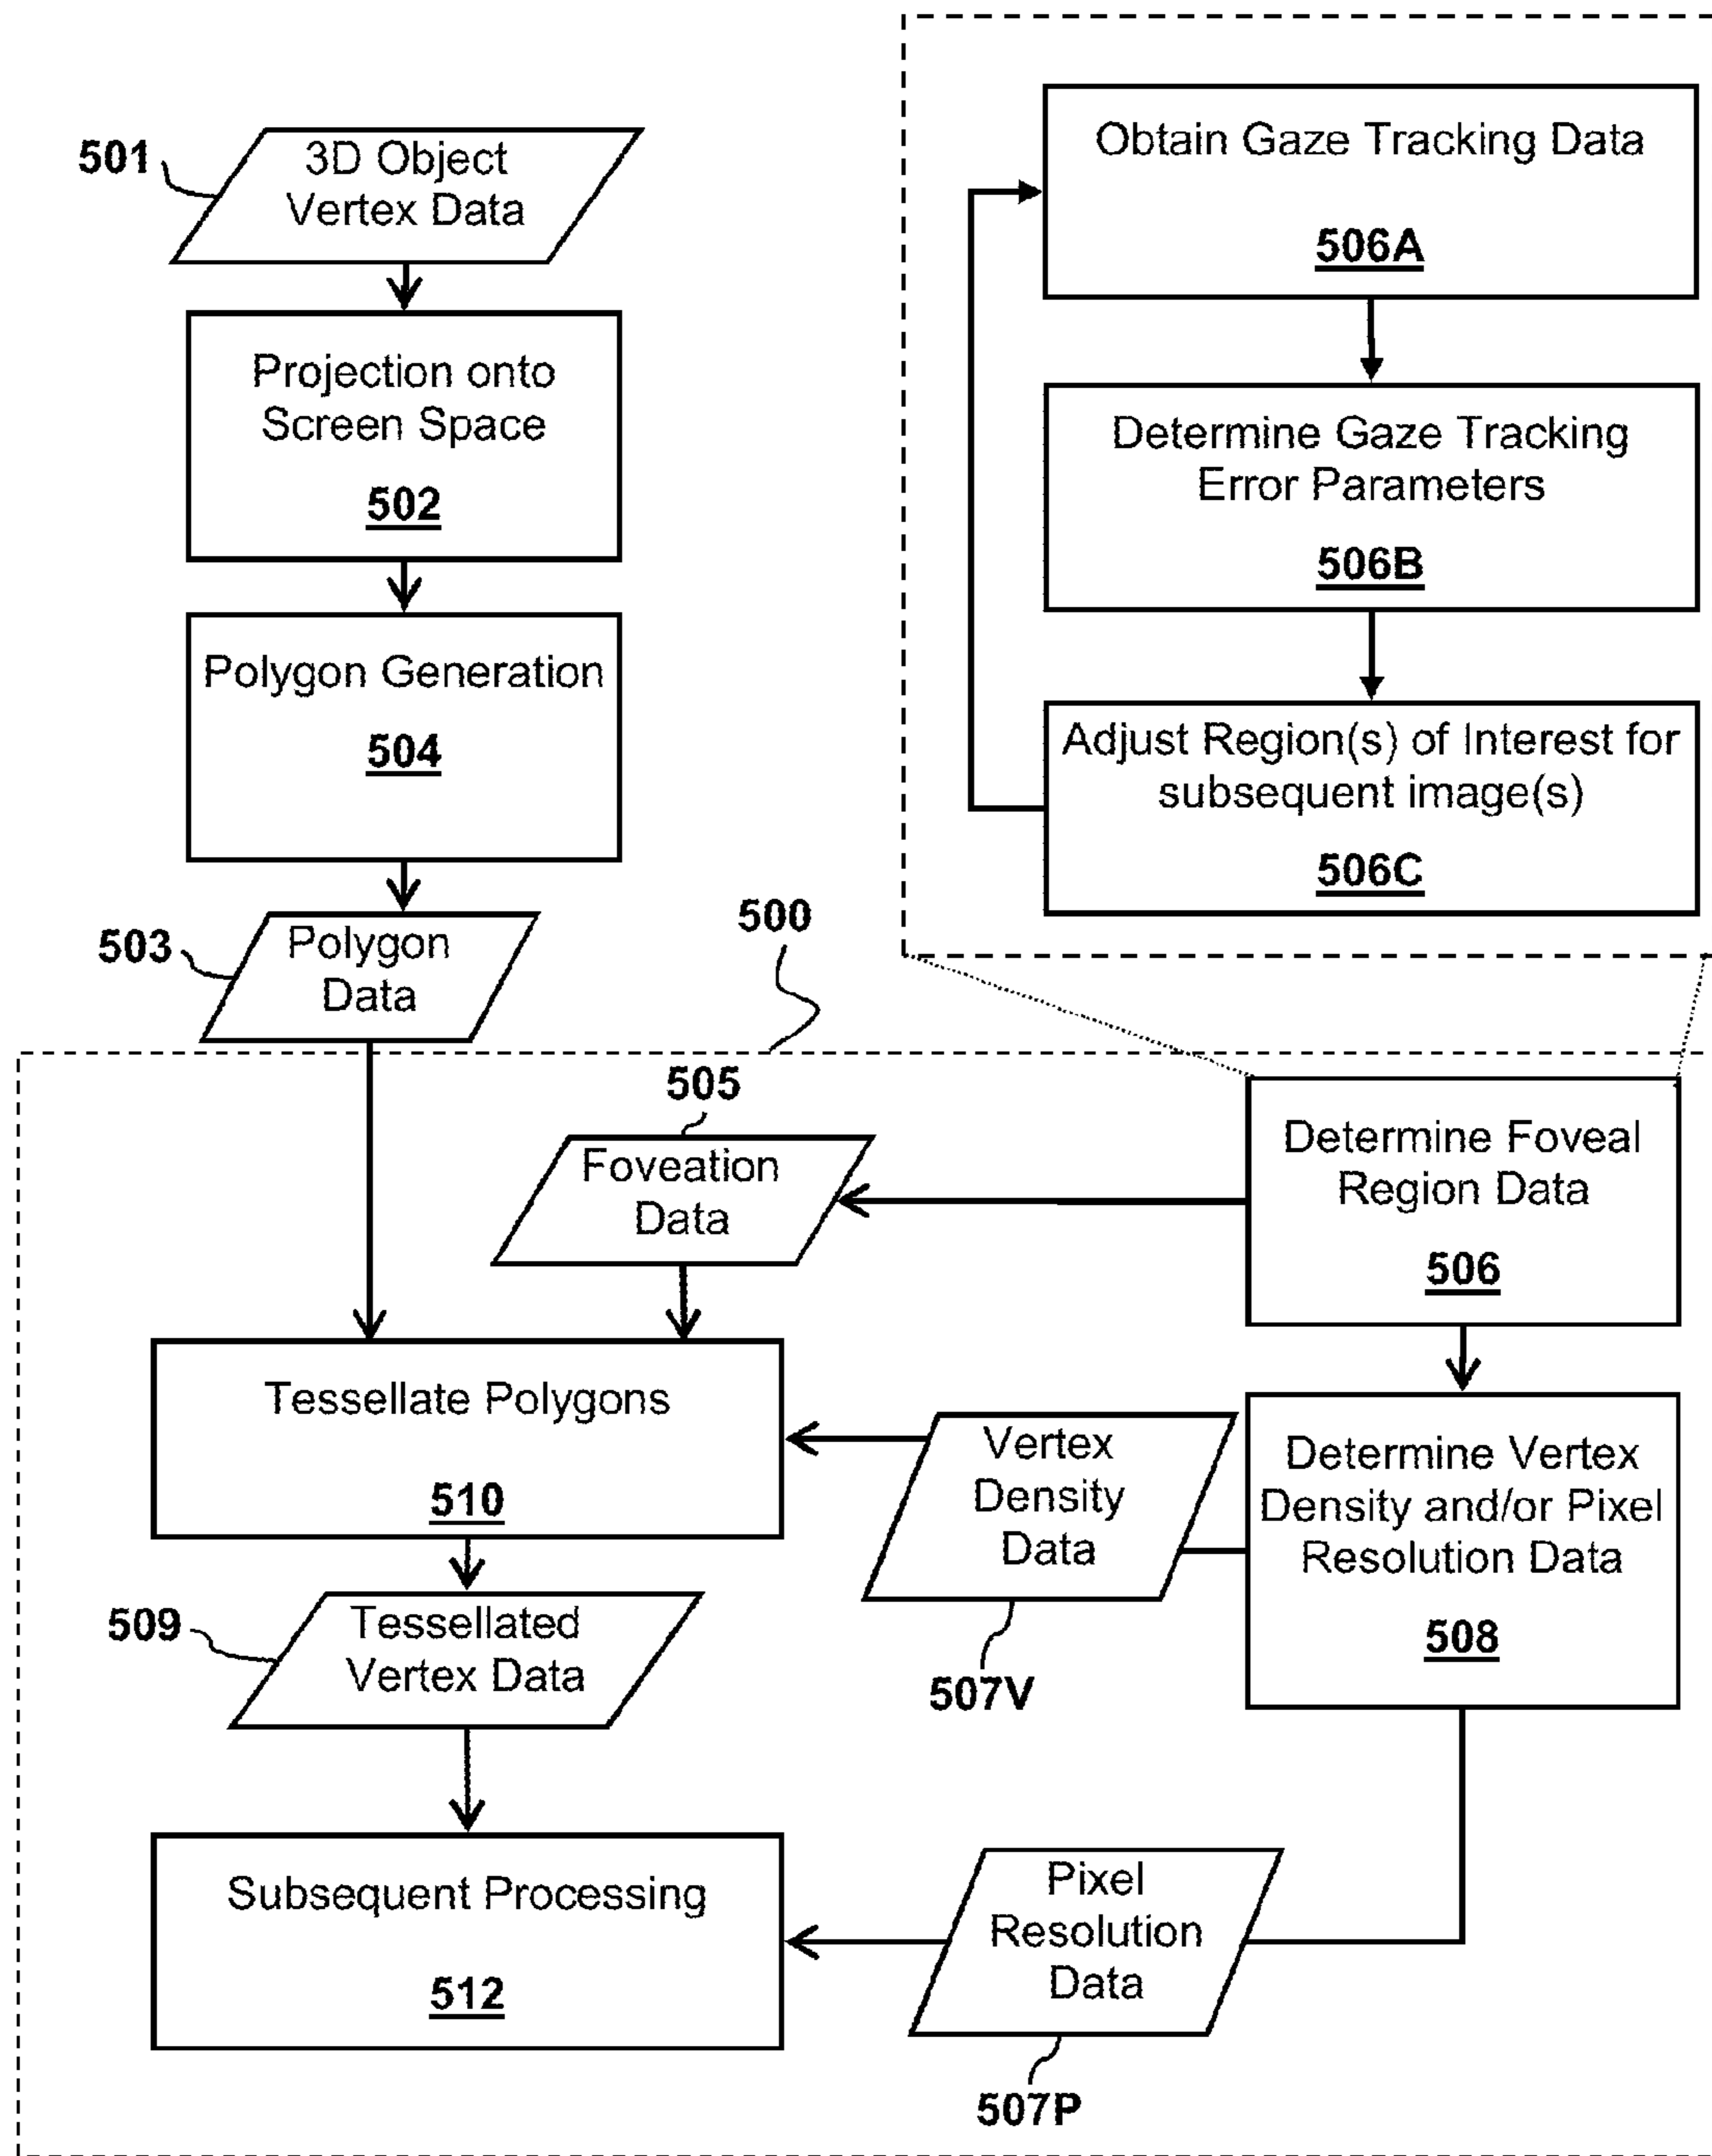 501
3D Object
Vertex Data
Projection onto
Screen Space
502
Polygon Generation
504
503
Polygon
Data
500
Obtain Gaze Tracking Data
506A
Determine Gaze Tracking
Error Parameters
506B
Adjust Region(s) of Interest for
subsequent image(s)
506C
505
Foveation
Data
Determine Foveal
Region Data
506
Tessellate Polygons
510
Vertex
Density
Data
507V
Determine Vertex
Density and/or Pixel
Resolution Data
508
509
Tessellated
Vertex Data
Subsequent Processing
512
Pixel
Resolution
Data
507P